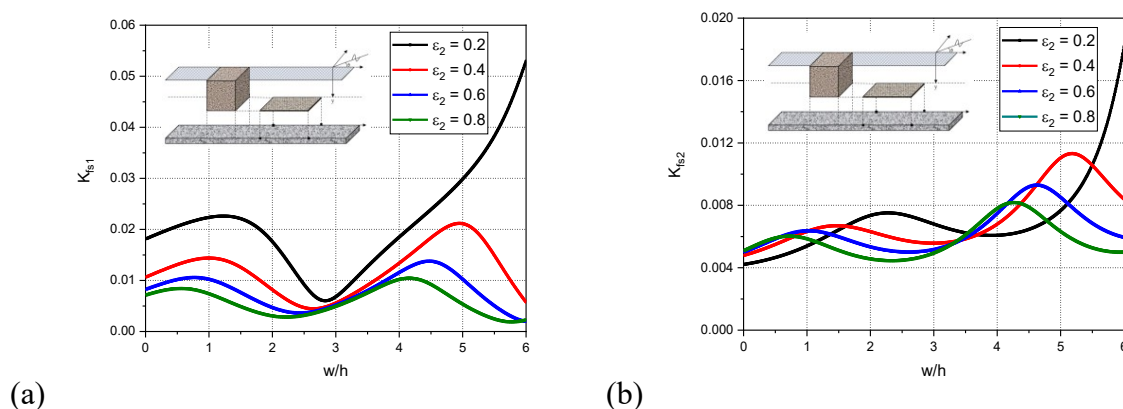 0.06
0.05
0.04
0.03
0.02
0.01
0.00
K_fs1
ε₂ = 0.2
ε₂ = 0.4
ε₂ = 0.6
ε₂ = 0.8
0 1 2 3 4 5 6
w/h
(a)
0.020
0.016
0.012
0.008
0.004
0.000
K_fs2
ε₂ = 0.2
ε₂ = 0.4
ε₂ = 0.6
ε₂ = 0.8
0 1 2 3 4 5 6
w/h
(b)